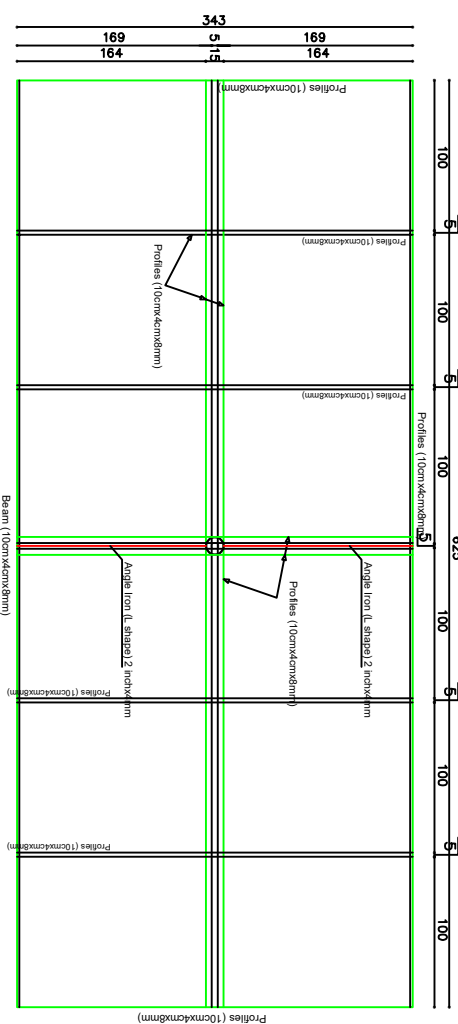 343
169 5 169
164 15 164
Profiles (10cmx4cmx8mm)
100
5
Profiles (10cmx4cmx8mm)
Profiles (10cmx4cmx8mm)
100
5
Profiles (10cmx4cmx8mm)
Profiles (10cmx4cmx8mm)
100
625
5
Beam (10cmx4cmx8mm)
Angle Iron (L shape) 2 inchx4mm
Profiles (10cmx4cmx8mm)
Angle Iron (L shape) 2 inchx4mm
100
5
Profiles (10cmx4cmx8mm)
100
5
Profiles (10cmx4cmx8mm)
100
Profiles (10cmx4cmx8mm)